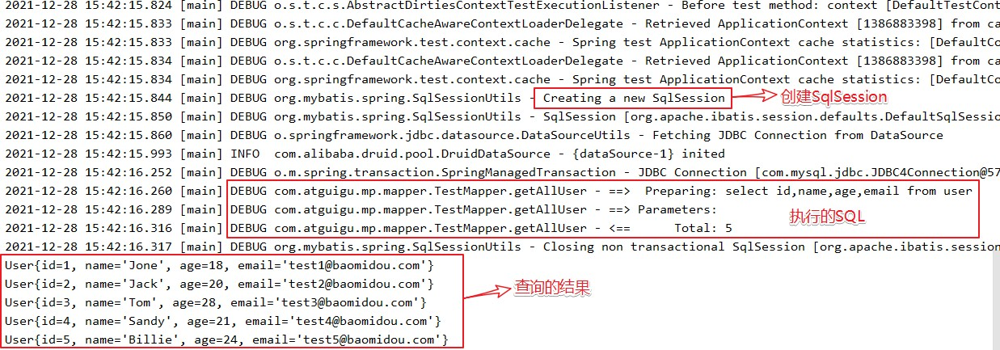 2021-12-28 15:42:15.824 [main] DEBUG o.s.t.c.s.AbstractDirtiesContextTestExecutionListener - Before test method: context [DefaultTestCont
2021-12-28 15:42:15.833 [main] DEBUG o.s.t.c.c.DefaultCacheAwareContextLoaderDelegate - Retrieved ApplicationContext [1386883398] from ca
2021-12-28 15:42:15.833 [main] DEBUG org.springframework.test.context.cache - Spring test ApplicationContext cache statistics: [DefaultCo
2021-12-28 15:42:15.834 [main] DEBUG o.s.t.c.c.DefaultCacheAwareContextLoaderDelegate - Retrieved ApplicationContext [1386883398] from ca
2021-12-28 15:42:15.834 [main] DEBUG org.springframework.test.context.cache - Spring test ApplicationContext cache statistics: [DefaultCo
2021-12-28 15:42:15.844 [main] DEBUG org.mybatis.spring.SqlSessionUtils - Creating a new SqlSession 创建SqlSession
2021-12-28 15:42:15.850 [main] DEBUG org.mybatis.spring.SqlSessionUtils - SqlSession [org.apache.ibatis.session.defaults.DefaultSqlSessio
2021-12-28 15:42:15.860 [main] DEBUG o.springframework.jdbc.datasource.DataSourceUtils - Fetching JDBC Connection from DataSource
2021-12-28 15:42:15.993 [main] INFO  com.alibaba.druid.pool.DruidDataSource - {dataSource-1} inited
2021-12-28 15:42:16.252 [main] DEBUG o.m.spring.transaction.SpringManagedTransaction - JDBC Connection [com.mysql.jdbc.JDBC4Connection@57
2021-12-28 15:42:16.260 [main] DEBUG com.atguigu.mp.mapper.TestMapper.getAllUser - ==>  Preparing: select id,name,age,email from user
2021-12-28 15:42:16.289 [main] DEBUG com.atguigu.mp.mapper.TestMapper.getAllUser - ==> Parameters: 执行的SQL
2021-12-28 15:42:16.316 [main] DEBUG com.atguigu.mp.mapper.TestMapper.getAllUser - <==      Total: 5
2021-12-28 15:42:16.317 [main] DEBUG org.mybatis.spring.SqlSessionUtils - Closing non transactional SqlSession [org.apache.ibatis.session
User{id=1, name='Jone', age=18, email='test1@baomidou.com'}
User{id=2, name='Jack', age=20, email='test2@baomidou.com'} 查询的结果
User{id=3, name='Tom', age=28, email='test3@baomidou.com'}
User{id=4, name='Sandy', age=21, email='test4@baomidou.com'}
User{id=5, name='Billie', age=24, email='test5@baomidou.com'}